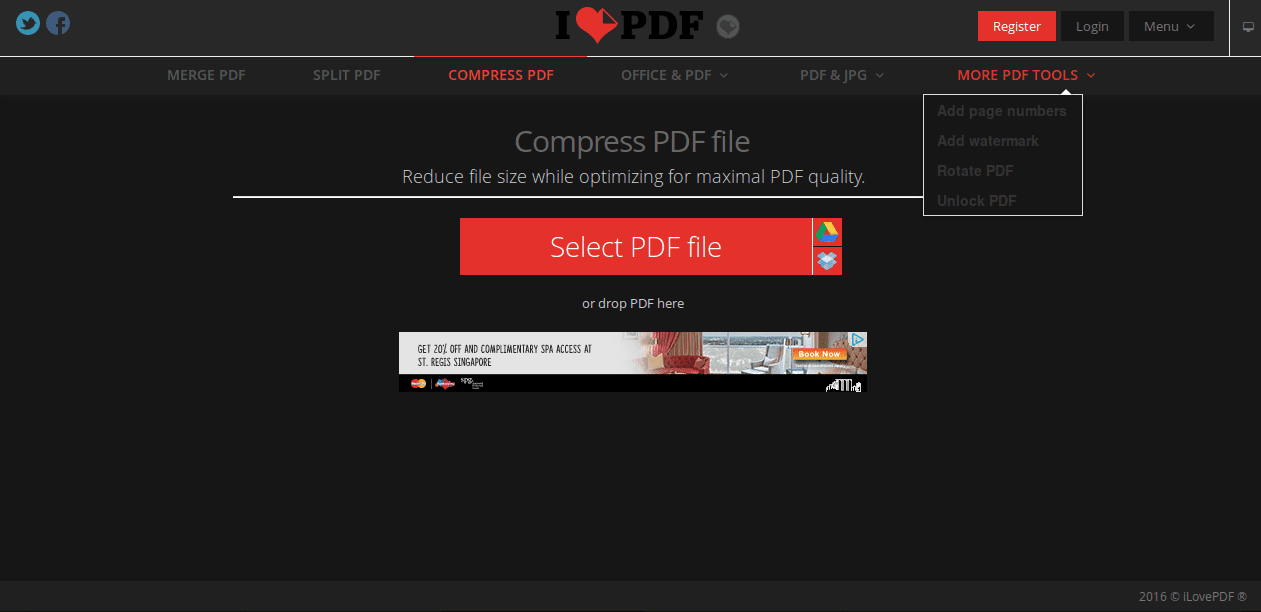 I PDF
Register
Login
Menu
MERGE PDF
SPLIT PDF
COMPRESS PDF
OFFICE & PDF
PDF & JPG
MORE PDF TOOLS
Add page numbers
Add watermark
Rotate PDF
Unlock PDF
Compress PDF file
Reduce file size while optimizing for maximal PDF quality.
Select PDF file
or drop PDF here
GET 20% OFF AND COMPLIMENTARY SPA ACCESS AT
ST. REGIS SINGAPORE
Book Now
spg
2016 © iLovePDF ®